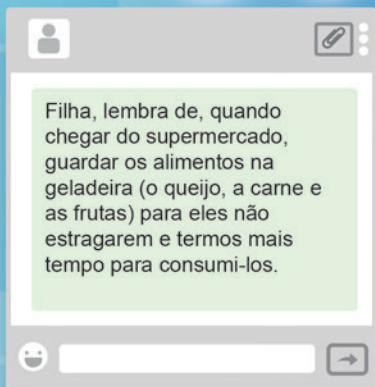 Filha, lembra de, quando
chegar do supermercado,
guardar os alimentos na
geladeira (o queijo, a carne e
as frutas) para eles não
estragarem e termos mais
tempo para consumi-los.